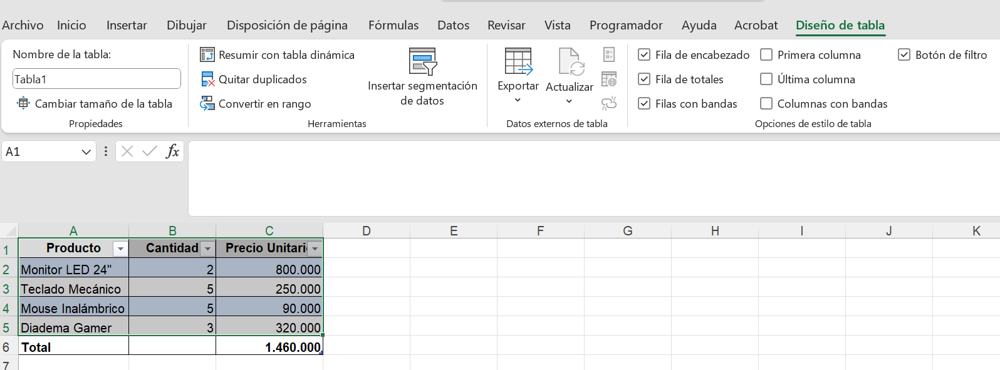 Archivo Inicio Insertar Dibujar Disposición de página Fórmulas Datos Revisar Vista Programador Ayuda Acrobat Diseño de tabla
Nombre de la tabla:
Tabla1
Cambiar tamaño de la tabla
Propiedades
Resumir con tabla dinámica
Quitar duplicados
Convertir en rango
Insertar segmentación
de datos
Herramientas
Exportar
Actualizar
Datos externos de tabla
Fila de encabezado
Fila de totales
Filas con bandas
Primera columna
Última columna
Columnas con bandas
Botón de filtro
Opciones de estilo de tabla
A1 fx
A B C D E F G H I J K
1 Producto Cantidad Precio Unitari
2 Monitor LED 24" 2 800.000
3 Teclado Mecánico 5 250.000
4 Mouse Inalámbrico 5 90.000
5 Diadema Gamer 3 320.000
6 Total 1.460.000
7